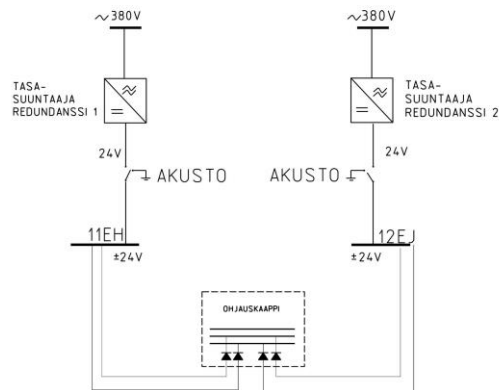 ~380V
~380V
TASA-
SUUNTAAJA
REDUNDANSSI 1
TASA-
SUUNTAAJA
REDUNDANSSI 2
24V
24V
AKUSTO
AKUSTO
11EH
12EJ
±24V
±24V
OHJAUSKAAPPI